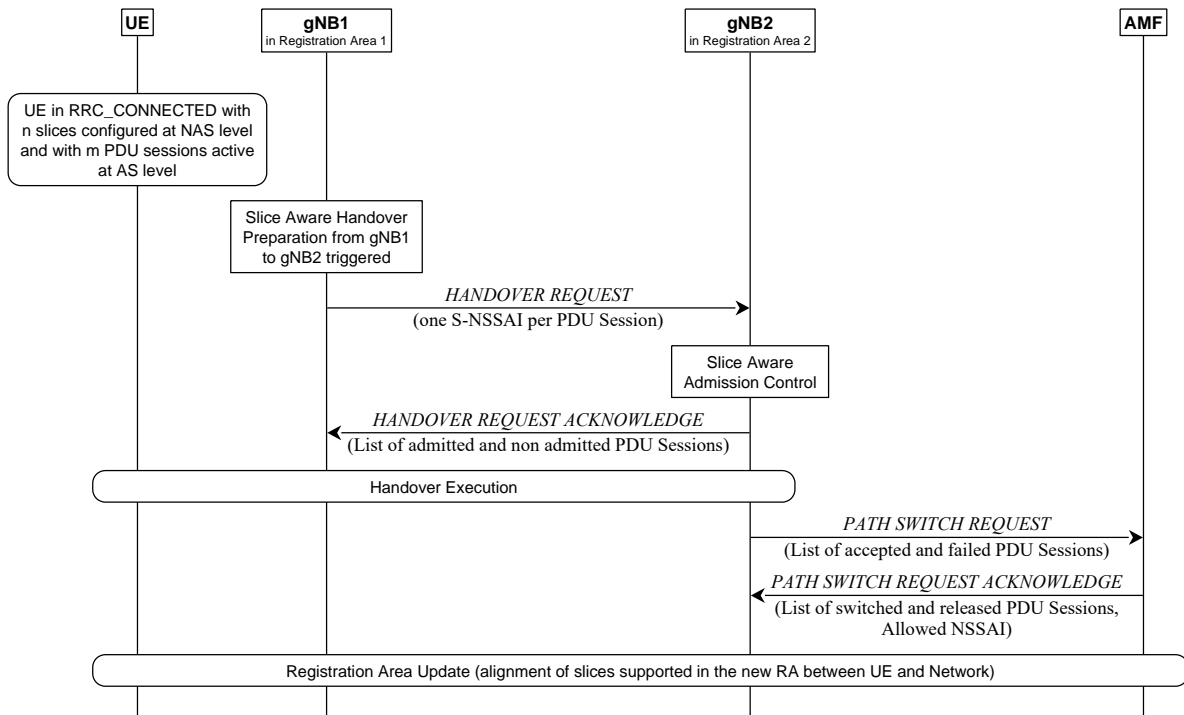 UE
gNB1
in Registration Area 1
gNB2
in Registration Area 2
AMF
UE in RRC_CONNECTED with
n slices configured at NAS level
and with m PDU sessions active
at AS level
Slice Aware Handover
Preparation from gNB1
to gNB2 triggered
HANDOVER REQUEST
(one S-NSSAI per PDU Session)
Slice Aware
Admission Control
HANDOVER REQUEST ACKNOWLEDGE
(List of admitted and non admitted PDU Sessions)
Handover Execution
PATH SWITCH REQUEST
(List of accepted and failed PDU Sessions)
PATH SWITCH REQUEST ACKNOWLEDGE
(List of switched and released PDU Sessions,
Allowed NSSAI)
Registration Area Update (alignment of slices supported in the new RA between UE and Network)